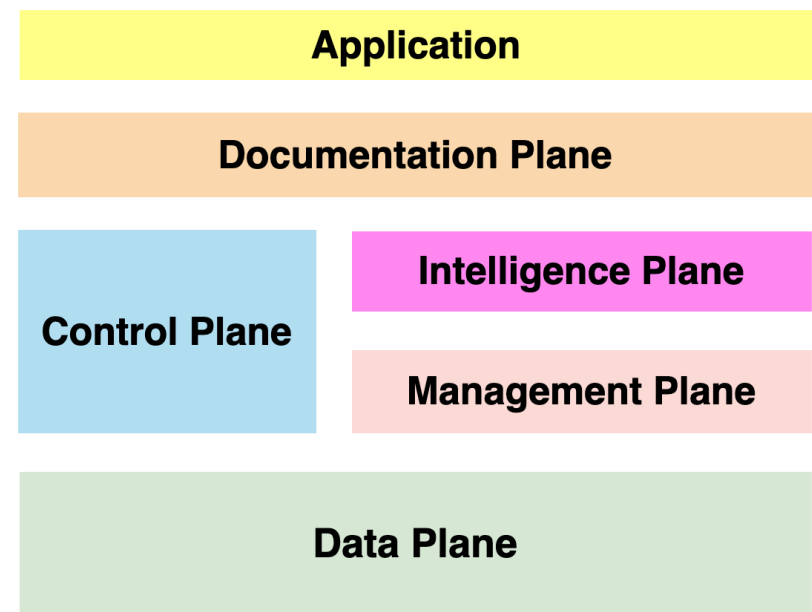 Application
Documentation Plane
Control Plane
Intelligence Plane
Management Plane
Data Plane